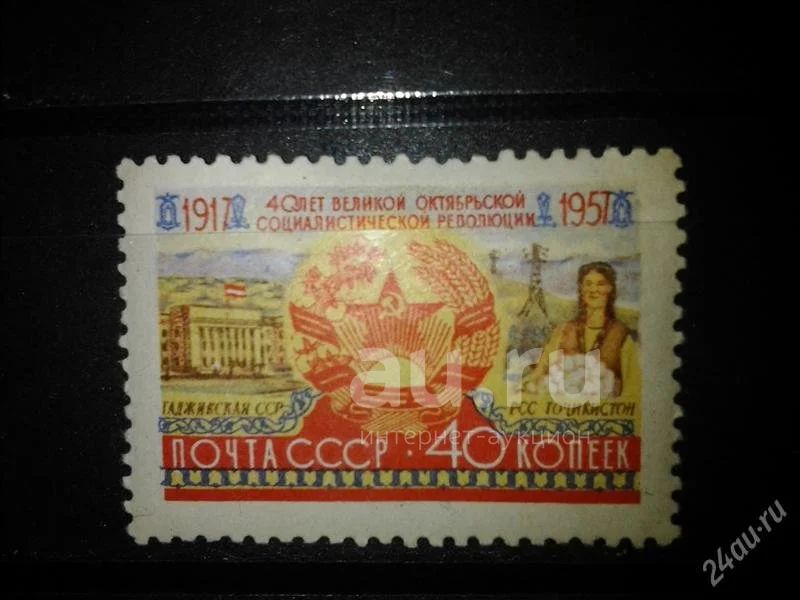 1917 40 ЛЕТ ВЕЛИКОЙ ОКТЯБРЬСКОЙ 1957
СОЦИАЛИСТИЧЕСКОЙ РЕВОЛЮЦИИ
ТАДЖИКСКАЯ ССР РСС ТОҶИКИСТОН
ПОЧТА СССР · 40 КОПЕЕК
au.ru
интернет-аукцион
24au.ru